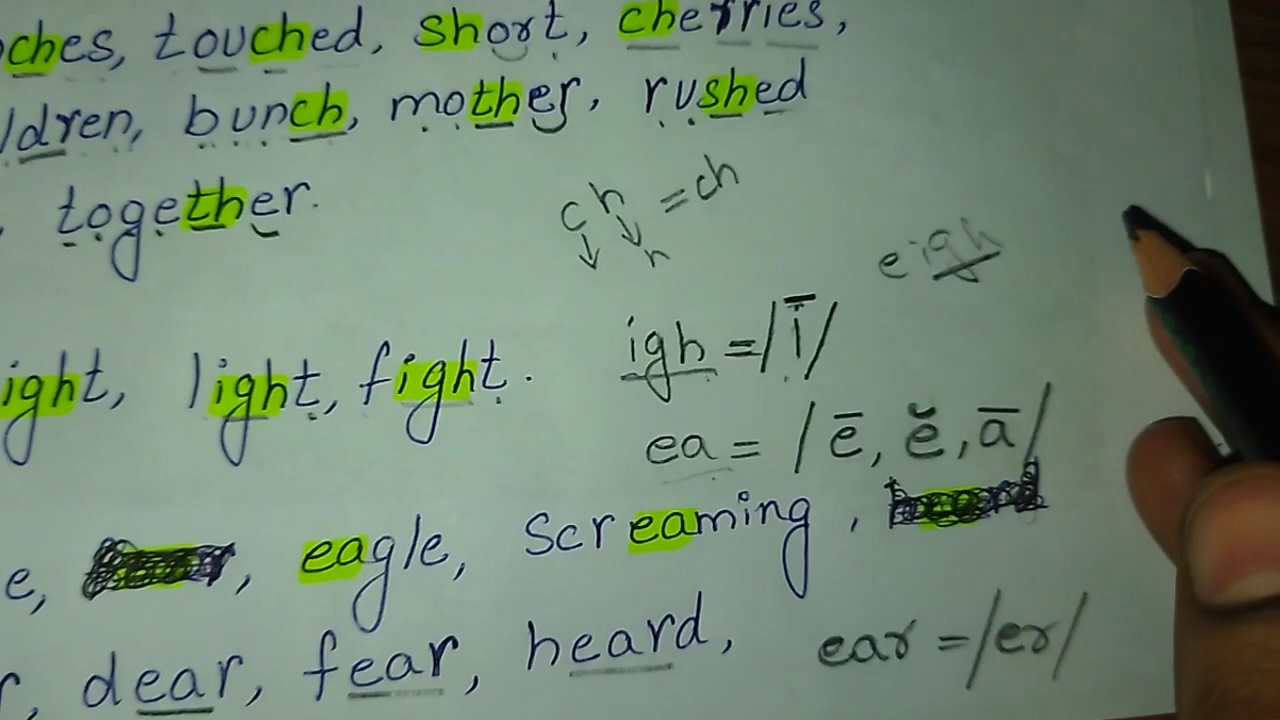 ches, touched, short, cherries,
ldren, bunch, mother, rushed
together.
ch = ch
h
eigh
ight, light, fight.
igh = /ī/
ea = /ē, ĕ, ā/
e, eagle, screaming,
r, dear, fear, heard,
ear = /er/